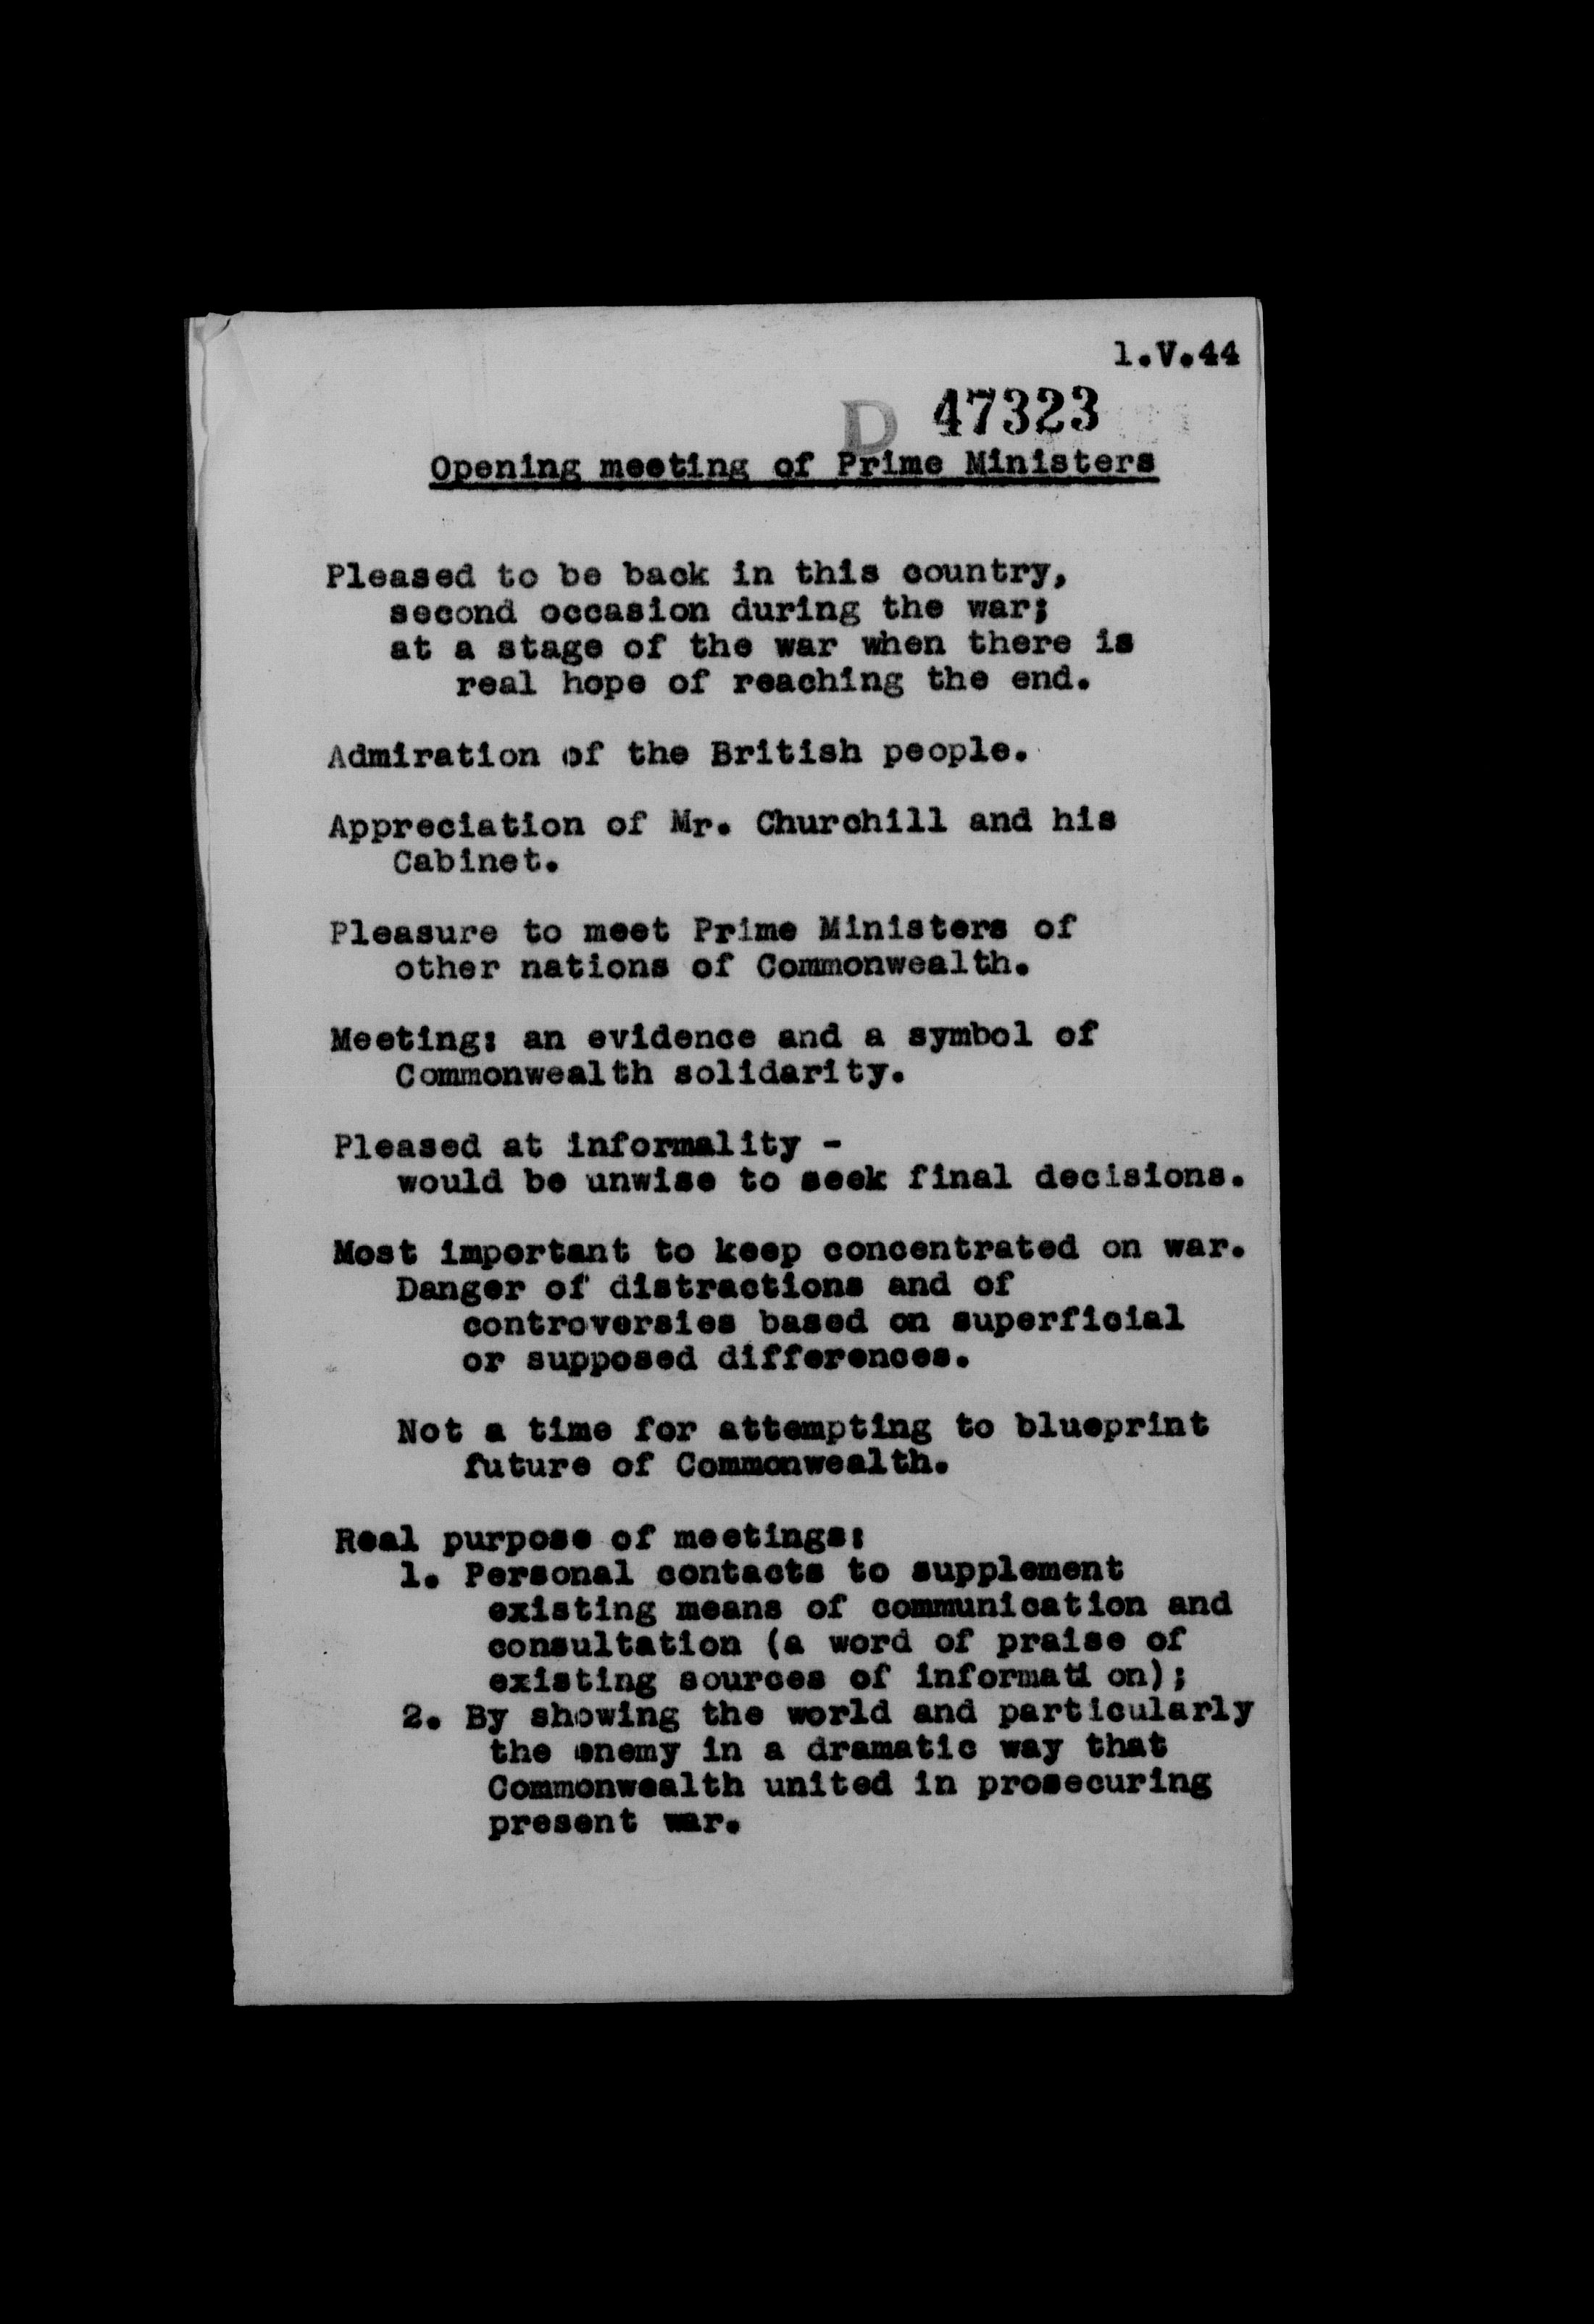 1.V.44
D 47323
Opening meeting of Prime Ministers
Pleased to be back in this country,
second occasion during the war;
at a stage of the war when there is
real hope of reaching the end.
Admiration of the British people.
Appreciation of Mr. Churchill and his
Cabinet.
Pleasure to meet Prime Ministers of
other nations of Commonwealth.
Meeting: an evidence and a symbol of
Commonwealth solidarity.
Pleased at informality -
would be unwise to seek final decisions.
Most important to keep concentrated on war.
Danger of distractions and of
controversies based on superficial
or supposed differences.
Not a time for attempting to blueprint
future of Commonwealth.
Real purpose of meetings:
1. Personal contacts to supplement
existing means of communication and
consultation (a word of praise of
existing sources of informati on);
2. By showing the world and particularly
the enemy in a dramatic way that
Commonwealth united in prosecuring
present war.